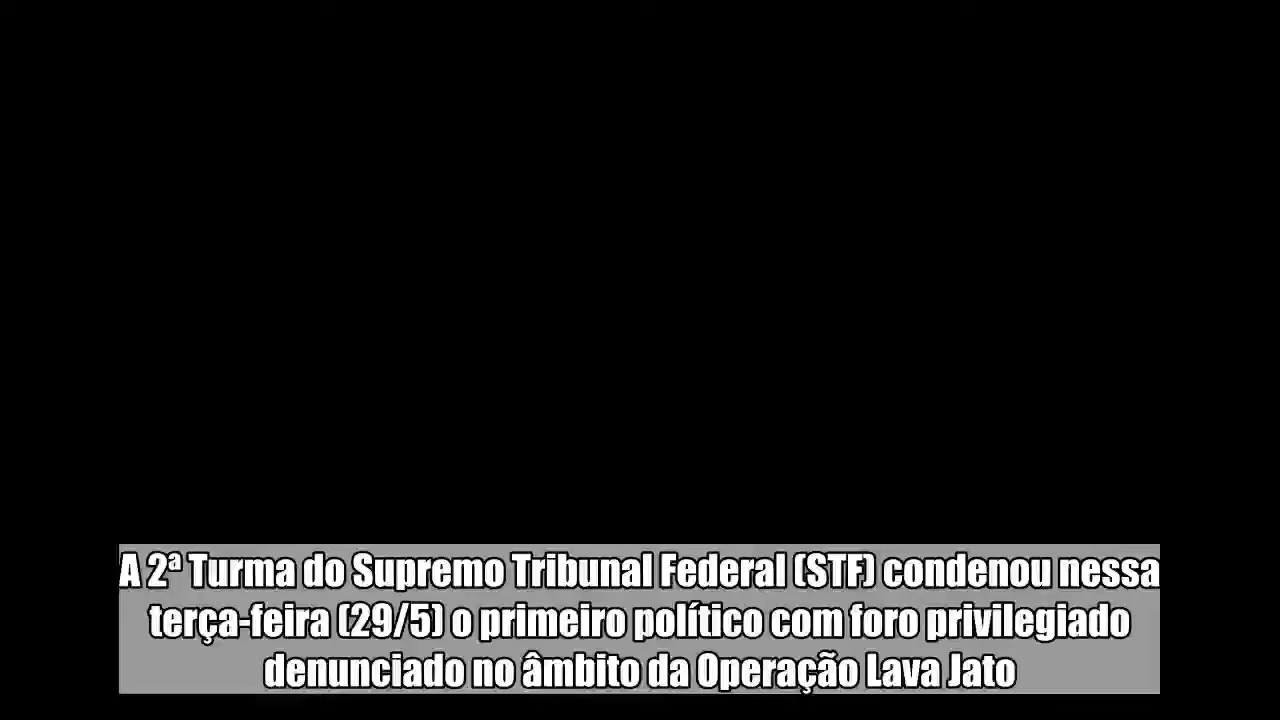 A 2ª Turma do Supremo Tribunal Federal (STF) condenou nessa
terça-feira (29/5) o primeiro político com foro privilegiado
denunciado no âmbito da Operação Lava Jato